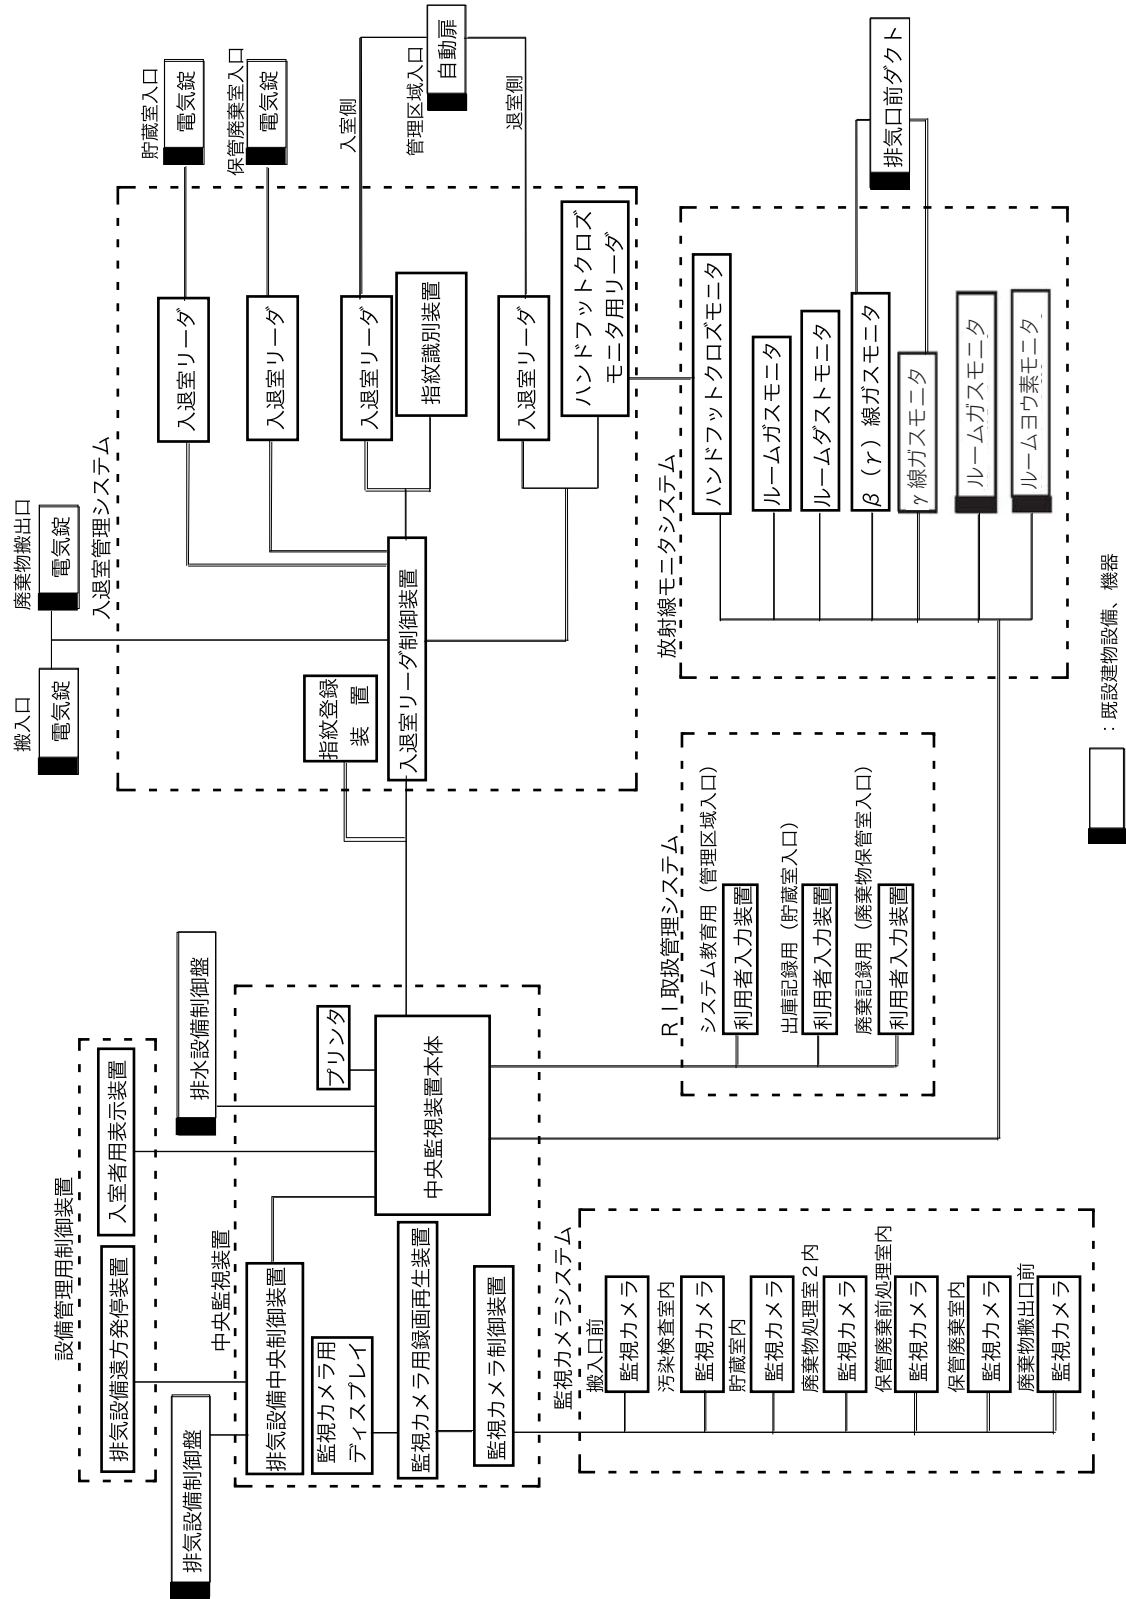 設備管理用制御装置
排気設備遠方発停装置
入室者用表示装置
排気設備制御盤
排水設備制御盤
中央監視装置
排気設備中央制御装置
監視カメラ用
ディスプレイ
監視カメラ用録画再生装置
監視カメラ制御装置
プリンタ
中央監視装置本体
監視カメラシステム
搬入口前
監視カメラ
汚染検査室内
監視カメラ
貯蔵室内
監視カメラ
廃棄物処理室２内
監視カメラ
保管廃棄前処理室内
監視カメラ
保管廃棄室内
監視カメラ
廃棄物搬出口前
監視カメラ
ＲＩ取扱管理システム
システム教育用（管理区域入口）
利用者入力装置
出庫記録用（貯蔵室入口）
利用者入力装置
廃棄記録用（廃棄物保管室入口）
利用者入力装置
搬入口
電気錠
廃棄物搬出口
電気錠
入退室管理システム
指紋登録
装　置
入退室リーダ制御装置
入退室リーダ
入退室リーダ
入退室リーダ
指紋識別装置
入退室リーダ
ハンドフットクロズ
モニタ用リーダ
貯蔵室入口
電気錠
保管廃棄室入口
電気錠
入室側
管理区域入口
自動扉
退室側
放射線モニタシステム
ハンドフットクロズモニタ
ルームガスモニタ
ルームダストモニタ
β（γ）線ガスモニタ
γ線ガスモニタ
ルームガスモニタ
ルームヨウ素モニタ
排気口前ダクト
：既設建物設備、機器